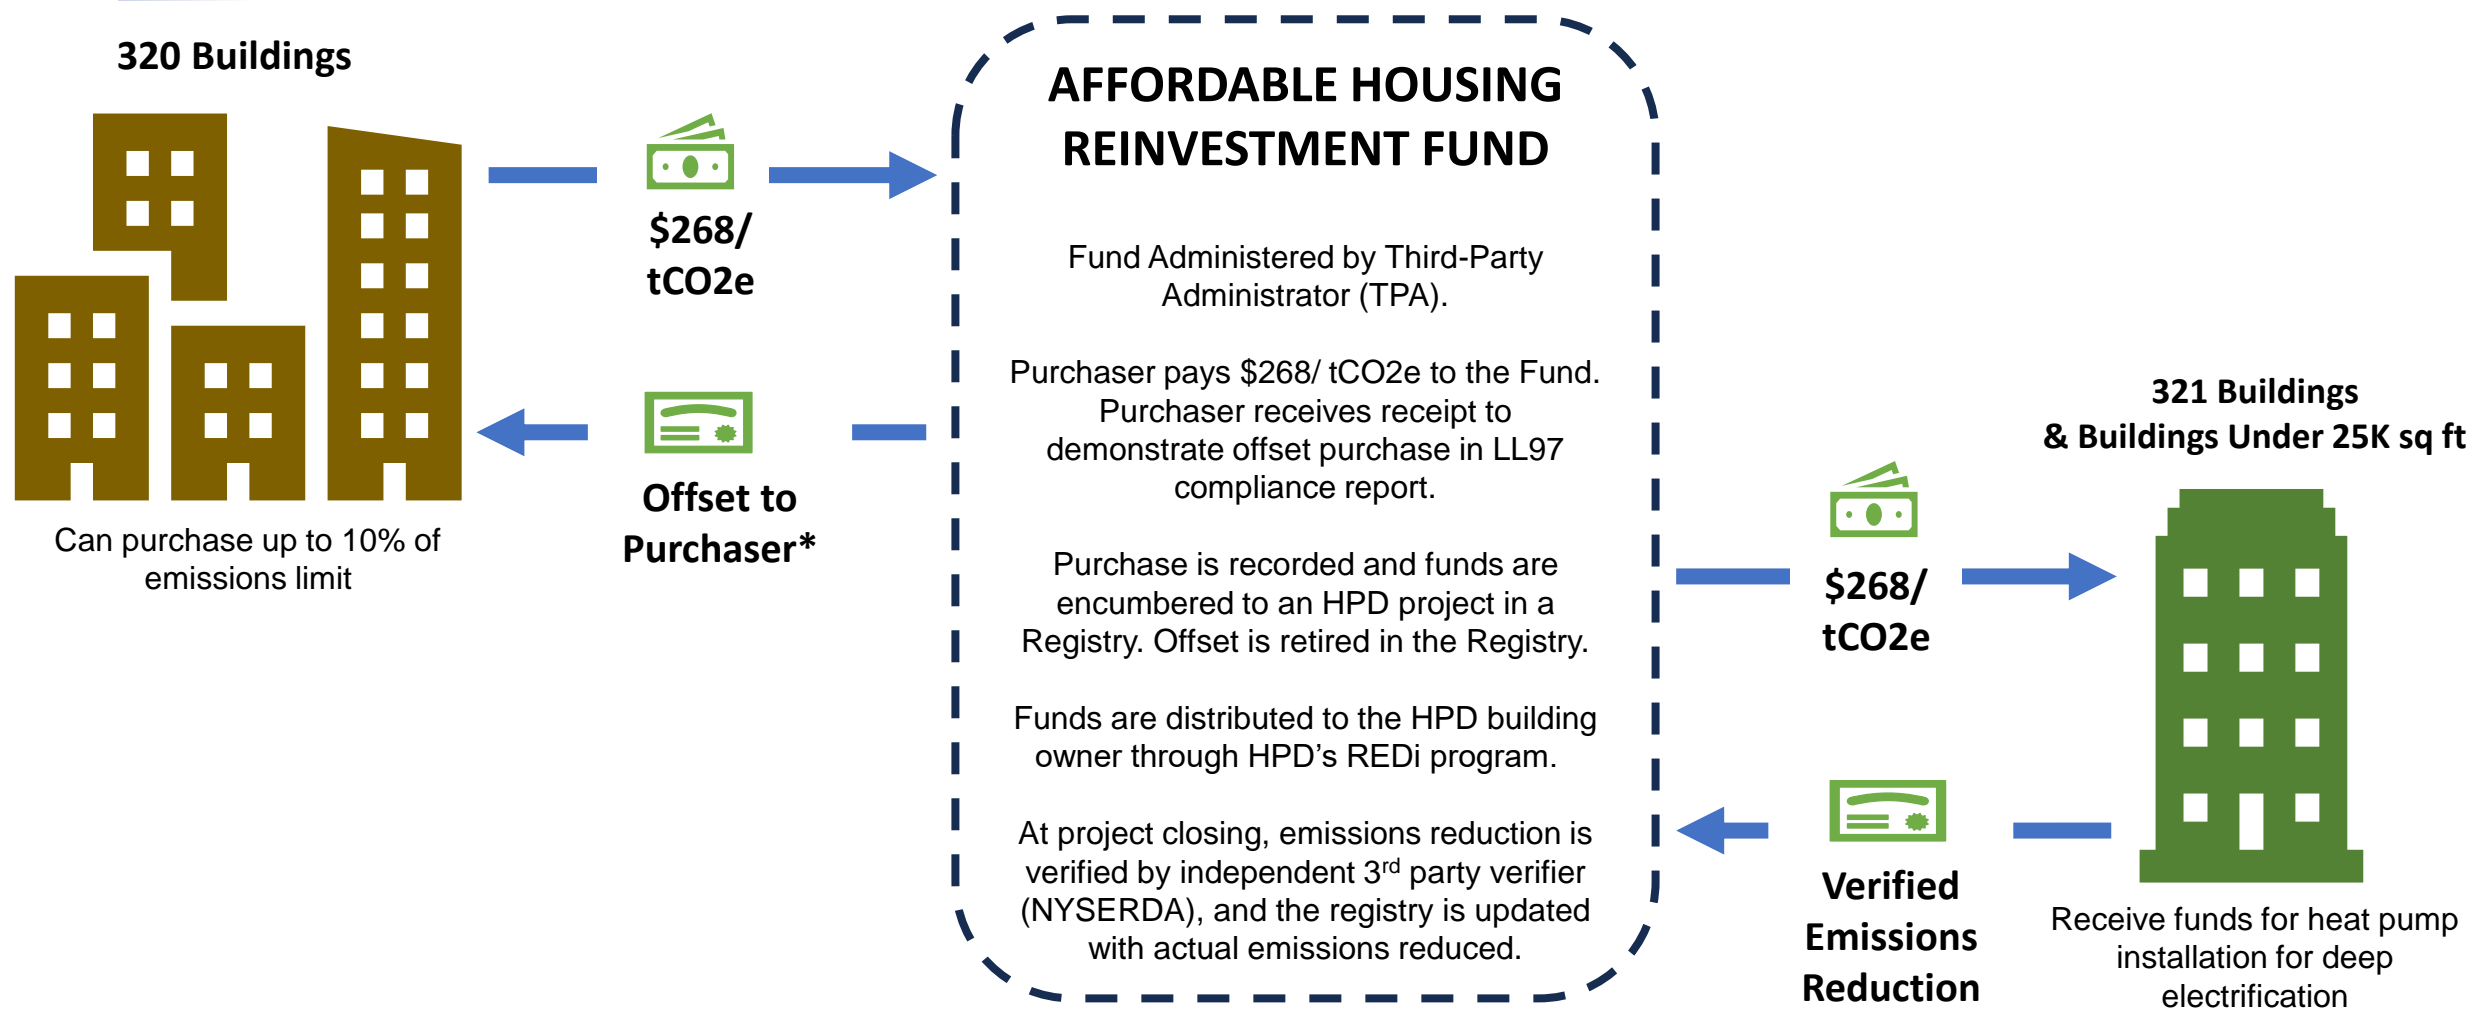 320 Buildings
$268/
tCO2e
Offset to
Purchaser*
Can purchase up to 10% of
emissions limit
AFFORDABLE HOUSING
REINVESTMENT FUND
Fund Administered by Third-Party
Administrator (TPA).
Purchaser pays $268/ tCO2e to the Fund.
Purchaser receives receipt to
demonstrate offset purchase in LL97
compliance report.
Purchase is recorded and funds are
encumbered to an HPD project in a
Registry. Offset is retired in the Registry.
Funds are distributed to the HPD building
owner through HPD’s REDi program.
At project closing, emissions reduction is
verified by independent 3rd party verifier
(NYSERDA), and the registry is updated
with actual emissions reduced.
321 Buildings
& Buildings Under 25K sq ft
$268/
tCO2e
Verified
Emissions
Reduction
Receive funds for heat pump
installation for deep
electrification